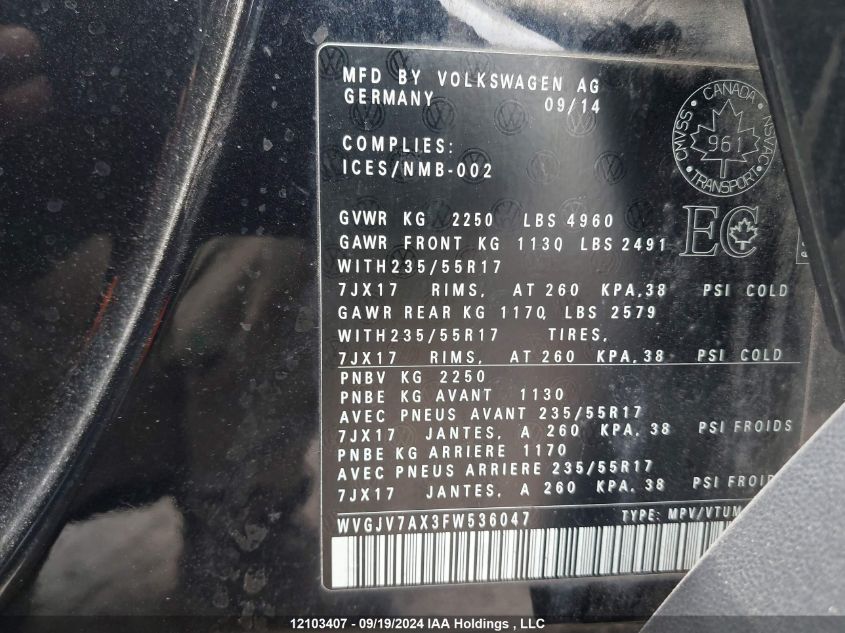 MFD BY VOLKSWAGEN AG
GERMANY 09/14
CANADA
CMVSS
NSVAC
961
TRANSPORT
COMPLIES:
ICES/NMB-002
GVWR KG 2250 LBS 4960
EC
GAWR FRONT KG 1130 LBS 2491
WITH235/55R17
7JX17 RIMS, AT 260 KPA,38 PSI COLD
GAWR REAR KG 1170 LBS 2579
WITH235/55R17 TIRES,
7JX17 RIMS, AT 260 KPA,38 PSI COLD
PNBV KG 2250
PNBE KG AVANT 1130
AVEC PNEUS AVANT 235/55R17
7JX17 JANTES, A 260 KPA, 38 PSI FROIDS
PNBE KG ARRIERE 1170
AVEC PNEUS ARRIERE 235/55R17
7JX17 JANTES, A 260 KPA, 38 PSI FROID
WVGJV7AX3FW536047 TYPE: MPV/VTUM
12103407 - 09/19/2024 IAA Holdings , LLC